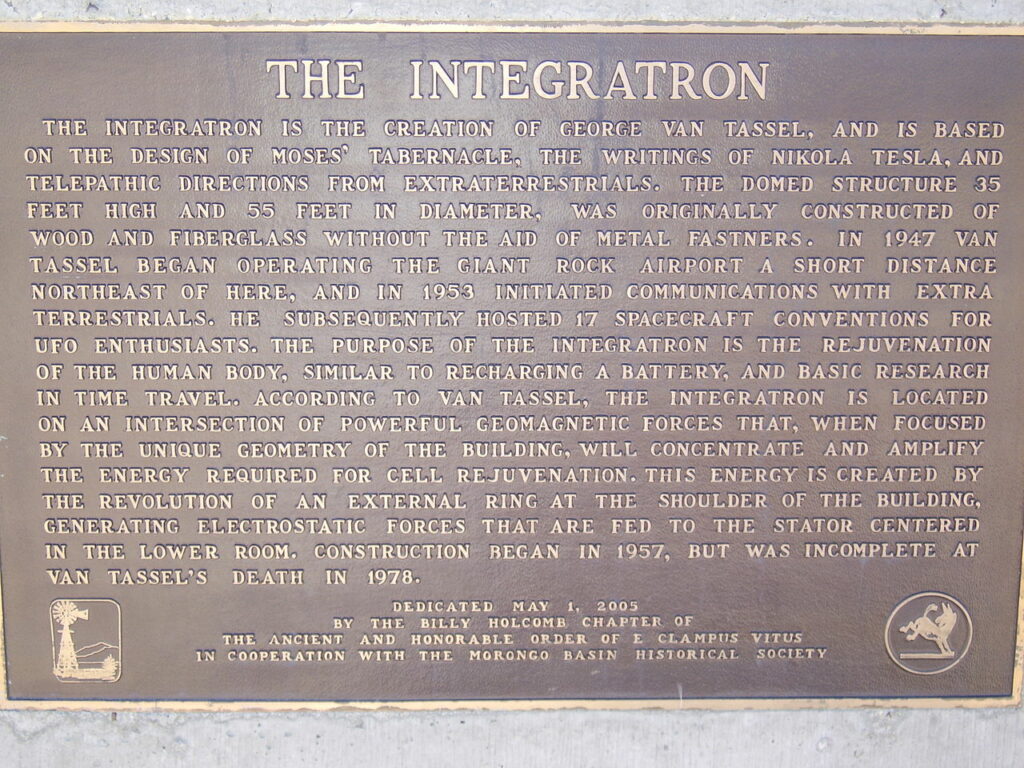 THE INTEGRATRON
THE INTEGRATRON IS THE CREATION OF GEORGE VAN TASSEL, AND IS BASED
ON THE DESIGN OF MOSES' TABERNACLE, THE WRITINGS OF NIKOLA TESLA, AND
TELEPATHIC DIRECTIONS FROM EXTRATERRESTRIALS. THE DOMED STRUCTURE 35
FEET HIGH AND 55 FEET IN DIAMETER, WAS ORIGINALLY CONSTRUCTED OF
WOOD AND FIBERGLASS WITHOUT THE AID OF METAL FASTNERS. IN 1947 VAN
TASSEL BEGAN OPERATING THE GIANT ROCK AIRPORT A SHORT DISTANCE
NORTHEAST OF HERE, AND IN 1953 INITIATED COMMUNICATIONS WITH EXTRA
TERRESTRIALS. HE SUBSEQUENTLY HOSTED 17 SPACECRAFT CONVENTIONS FOR
UFO ENTHUSIASTS. THE PURPOSE OF THE INTEGRATRON IS THE REJUVENATION
OF THE HUMAN BODY, SIMILAR TO RECHARGING A BATTERY, AND BASIC RESEARCH
IN TIME TRAVEL. ACCORDING TO VAN TASSEL, THE INTEGRATRON IS LOCATED
ON AN INTERSECTION OF POWERFUL GEOMAGNETIC FORCES THAT, WHEN FOCUSED
BY THE UNIQUE GEOMETRY OF THE BUILDING, WILL CONCENTRATE AND AMPLIFY
THE ENERGY REQUIRED FOR CELL REJUVENATION. THIS ENERGY IS CREATED BY
THE REVOLUTION OF AN EXTERNAL RING AT THE SHOULDER OF THE BUILDING,
GENERATING ELECTROSTATIC FORCES THAT ARE FED TO THE STATOR CENTERED
IN THE LOWER ROOM. CONSTRUCTION BEGAN IN 1957, BUT WAS INCOMPLETE AT
VAN TASSEL'S DEATH IN 1978.
DEDICATED MAY 1, 2005
BY THE BILLY HOLCOMB CHAPTER OF
THE ANCIENT AND HONORABLE ORDER OF E CLAMPUS VITUS
IN COOPERATION WITH THE MORONGO BASIN HISTORICAL SOCIETY